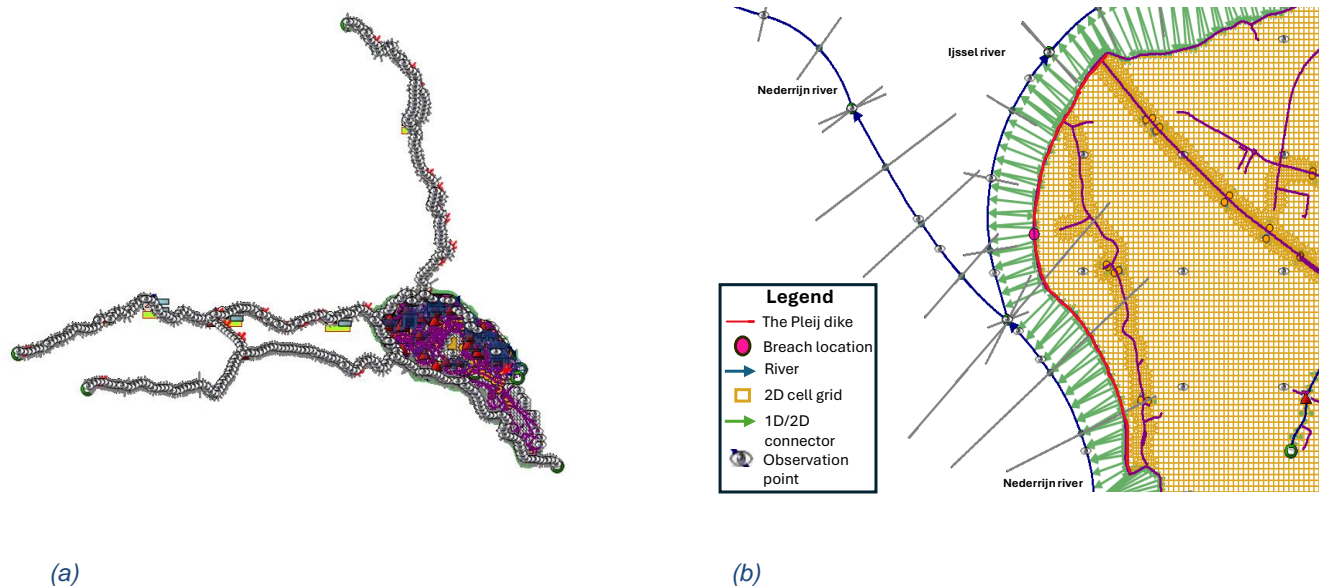 Ijssel river
Nederrijn river
Legend
The Pleij dike
Breach location
River
2D cell grid
1D/2D
connector
Observation
point
Nederrijn river
(a)
(b)